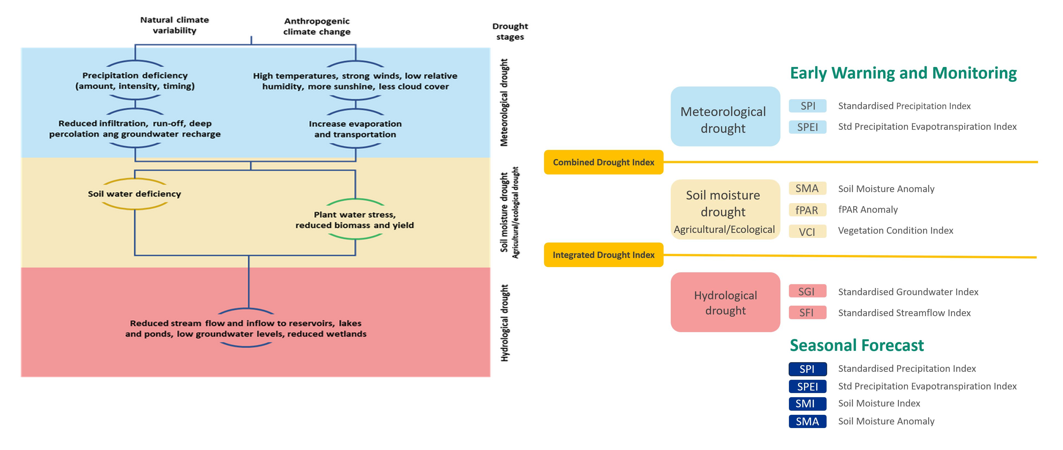 Natural climate
variability
Anthropogenic
climate change
Drought
stages
Precipitation deficiency
(amount, intensity, timing)
High temperatures, strong winds, low relative
humidity, more sunshine, less cloud cover
Reduced infiltration, run-off, deep
percolation ang groundwater recharge
Increase evaporation
and transportation
Meteorological drought
Soil water deficiency
Plant water stress,
reduced biomass and yield
Soil moisture drought
Agricultural/ecological drought
Reduced stream flow and inflow to reservoirs, lakes
and ponds, low groundwater levels, reduced wetlands
Hydrological drought
Early Warning and Monitoring
Meteorological
drought
SPI Standardised Precipitation Index
SPEI Std Precipitation Evapotranspiration Index
Combined Drought Index
Soil moisture
drought
Agricultural/Ecological
SMA Soil Moisture Anomaly
fPAR fPAR Anomaly
VCI Vegetation Condition Index
Integrated Drought Index
Hydrological
drought
SGI Standardised Groundwater Index
SFI Standardised Streamflow Index
Seasonal Forecast
SPI Standardised Precipitation Index
SPEI Std Precipitation Evapotranspiration Index
SMI Soil Moisture Index
SMA Soil Moisture Anomaly